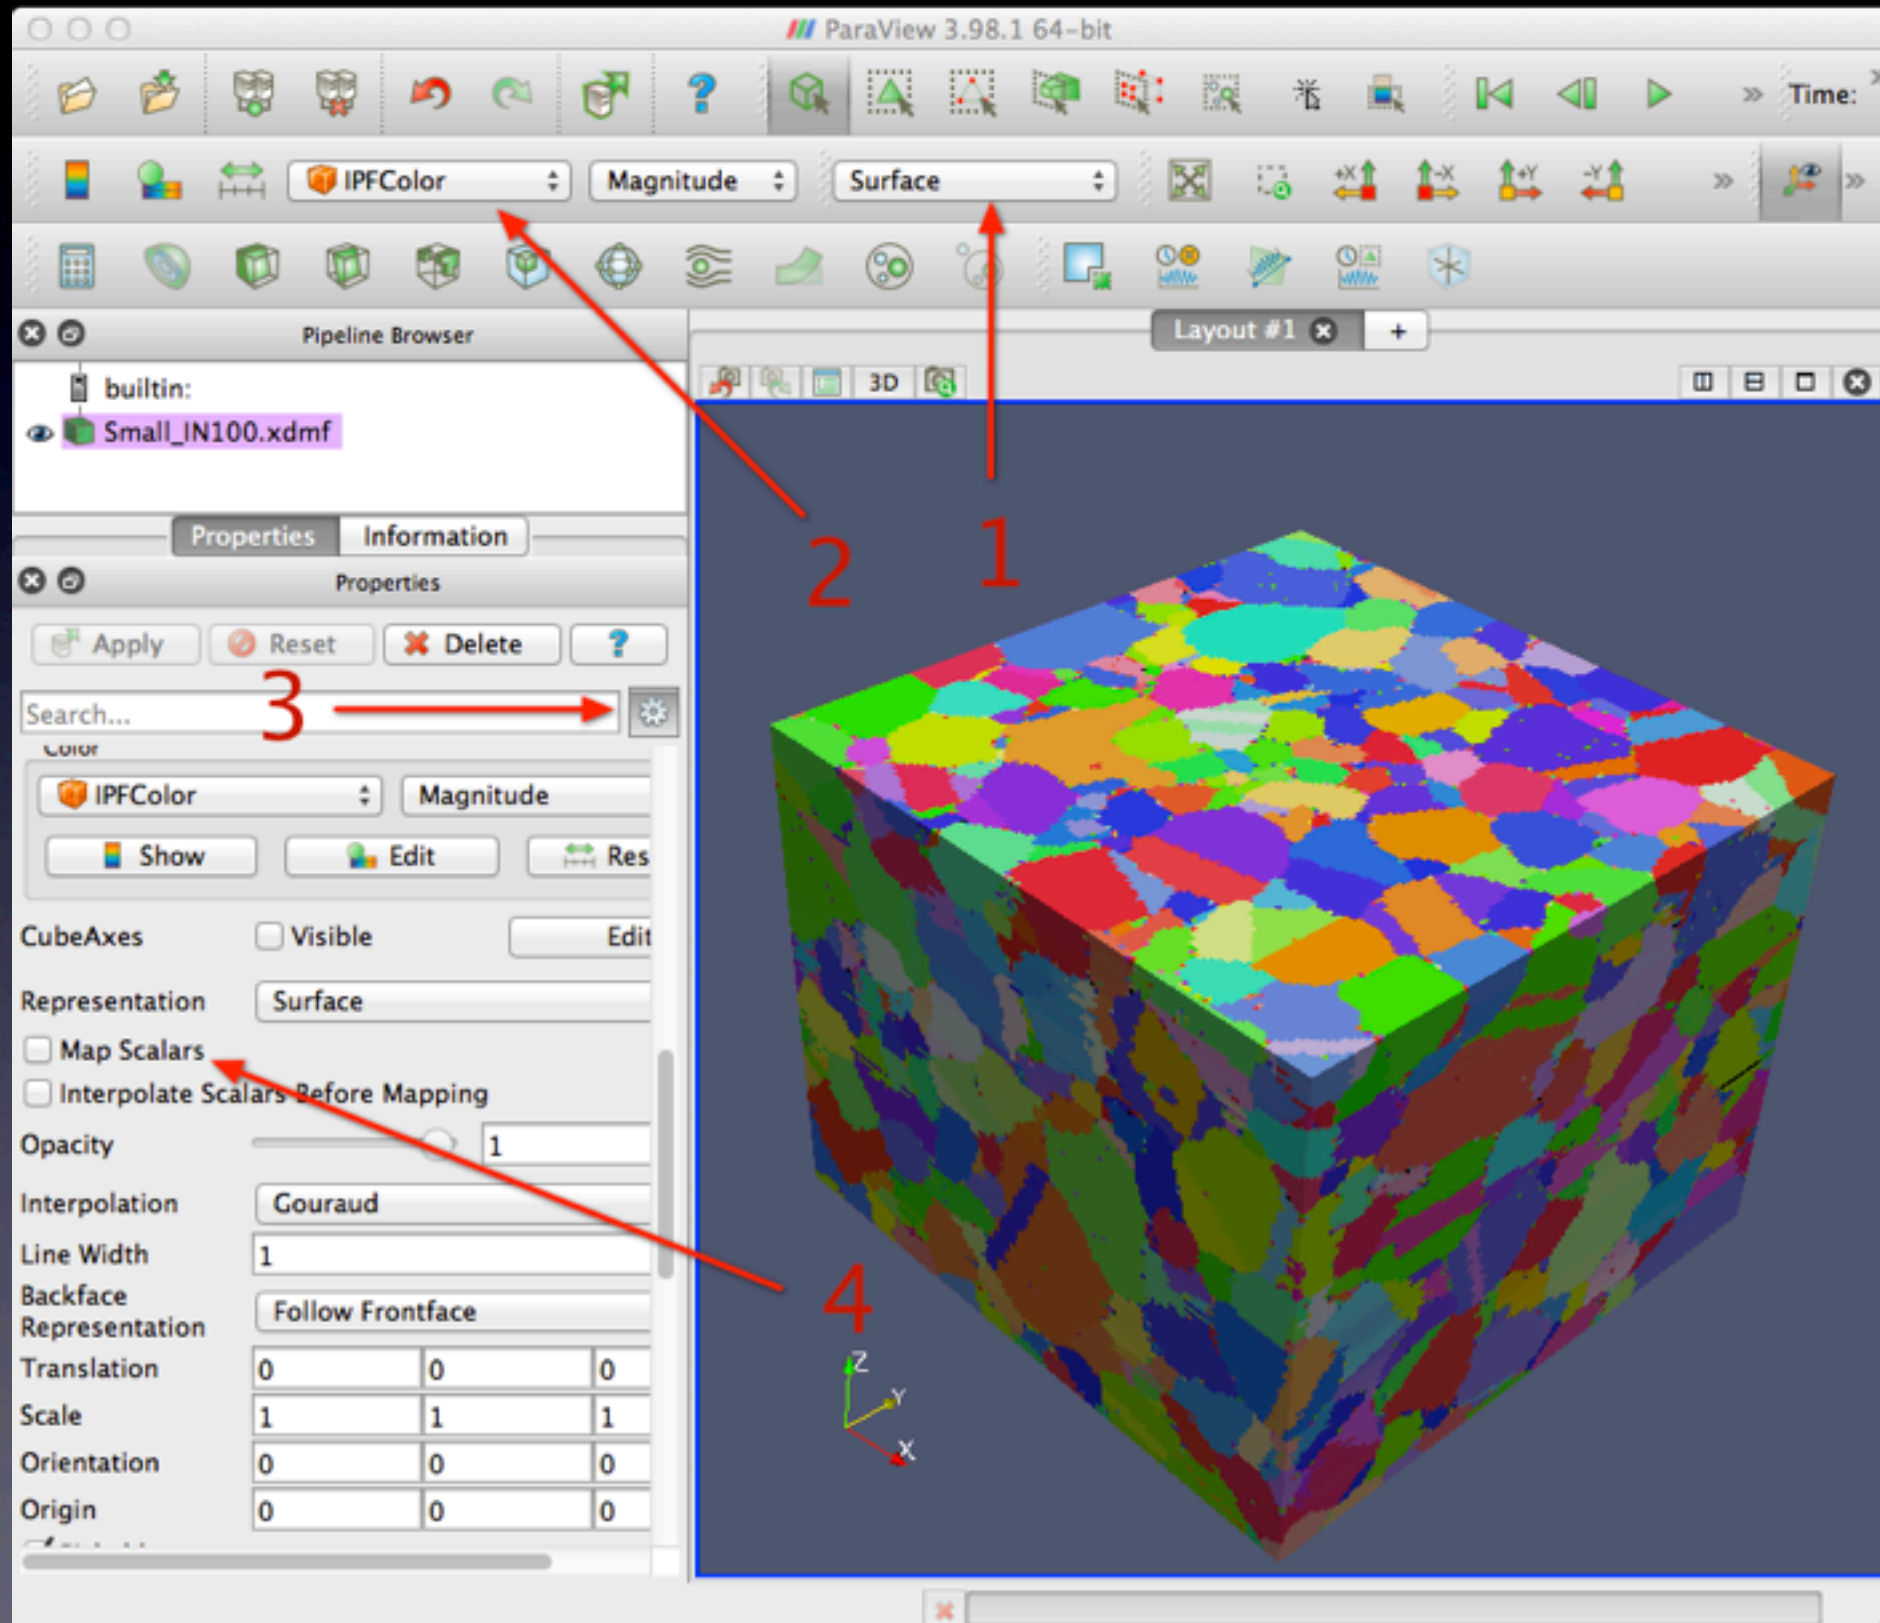 ParaView 3.98.1 64-bit
Time:
IPFColor
Magnitude
Surface
+X
-X
+Y
-Y
Pipeline Browser
Layout #1
+
builtin:
3D
Small_IN100.xdmf
Properties
Information
2
1
Properties
Apply
Reset
Delete
?
Search...
3
Color
IPFColor
Magnitude
Show
Edit
Res
CubeAxes
Visible
Edit
Representation
Surface
Map Scalars
Interpolate Scalars Before Mapping
Opacity
1
Interpolation
Gouraud
Line Width
1
4
Backface
Representation
Follow Frontface
Translation
0
0
0
Z
Y
X
Scale
1
1
1
Orientation
0
0
0
Origin
0
0
0